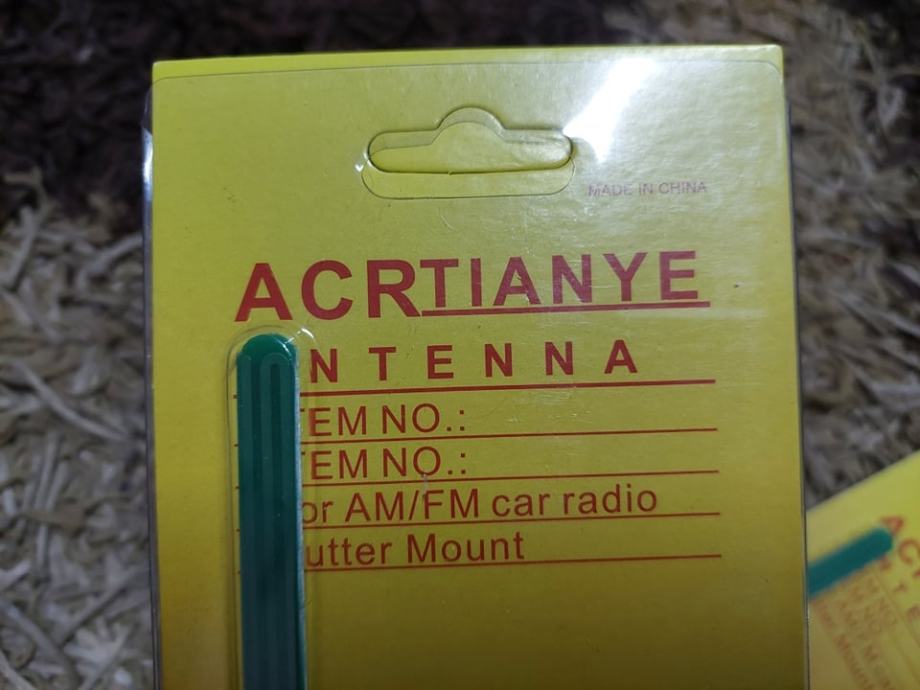 MADE IN CHINA
ACRTIANYE
NTENNA
TEM NO.:
TEM NO.:
or AM/FM car radio
utter Mount